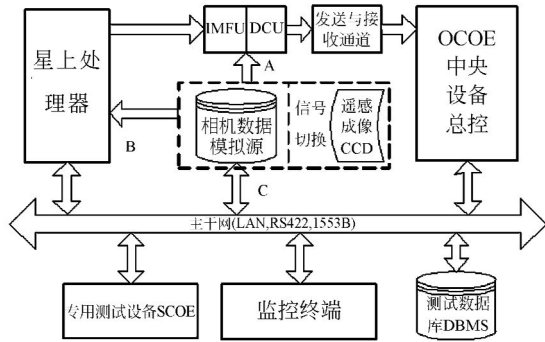 星上处
理器
IMFU
DCU
发送与接
收通道
OCOE
中央
设备
总控
A
B
相机数据
模拟源
信号
切换
遥感
成像
CCD
C
主干网(LAN,RS422,1553B)
专用测试设备SCOE
监控终端
测试数据
库DBMS